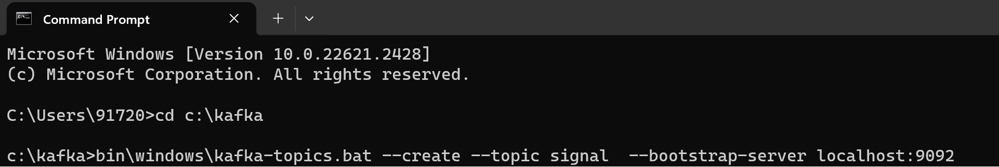 Command Prompt
Microsoft Windows [Version 10.0.22621.2428]
(c) Microsoft Corporation. All rights reserved.
C:\Users\91720>cd c:\kafka
c:\kafka>bin\windows\kafka-topics.bat --create --topic signal  --bootstrap-server localhost:9092